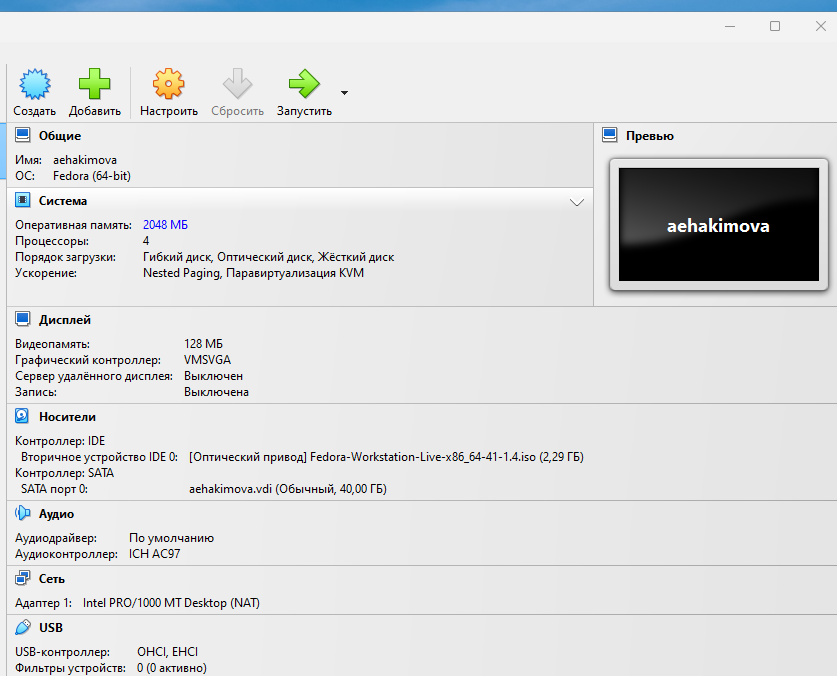 Создать Добавить Настроить Сбросить Запустить
Общие
Имя: aehakimova
ОС: Fedora (64-bit)
Превью
aehakimova
Система
Оперативная память: 2048 МБ
Процессоры: 4
Порядок загрузки: Гибкий диск, Оптический диск, Жёсткий диск
Ускорение: Nested Paging, Паравиртуализация KVM
Дисплей
Видеопамять: 128 МБ
Графический контроллер: VMSVGA
Сервер удалённого дисплея: Выключен
Запись: Выключена
Носители
Контроллер: IDE
Вторичное устройство IDE 0: [Оптический привод] Fedora-Workstation-Live-x86_64-41-1.4.iso (2,29 ГБ)
Контроллер: SATA
SATA порт 0: aehakimova.vdi (Обычный, 40,00 ГБ)
Аудио
Аудиодрайвер: По умолчанию
Аудиоконтроллер: ICH AC97
Сеть
Адаптер 1: Intel PRO/1000 MT Desktop (NAT)
USB
USB-контроллер: OHCI, EHCI
Фильтры устройств: 0 (0 активно)